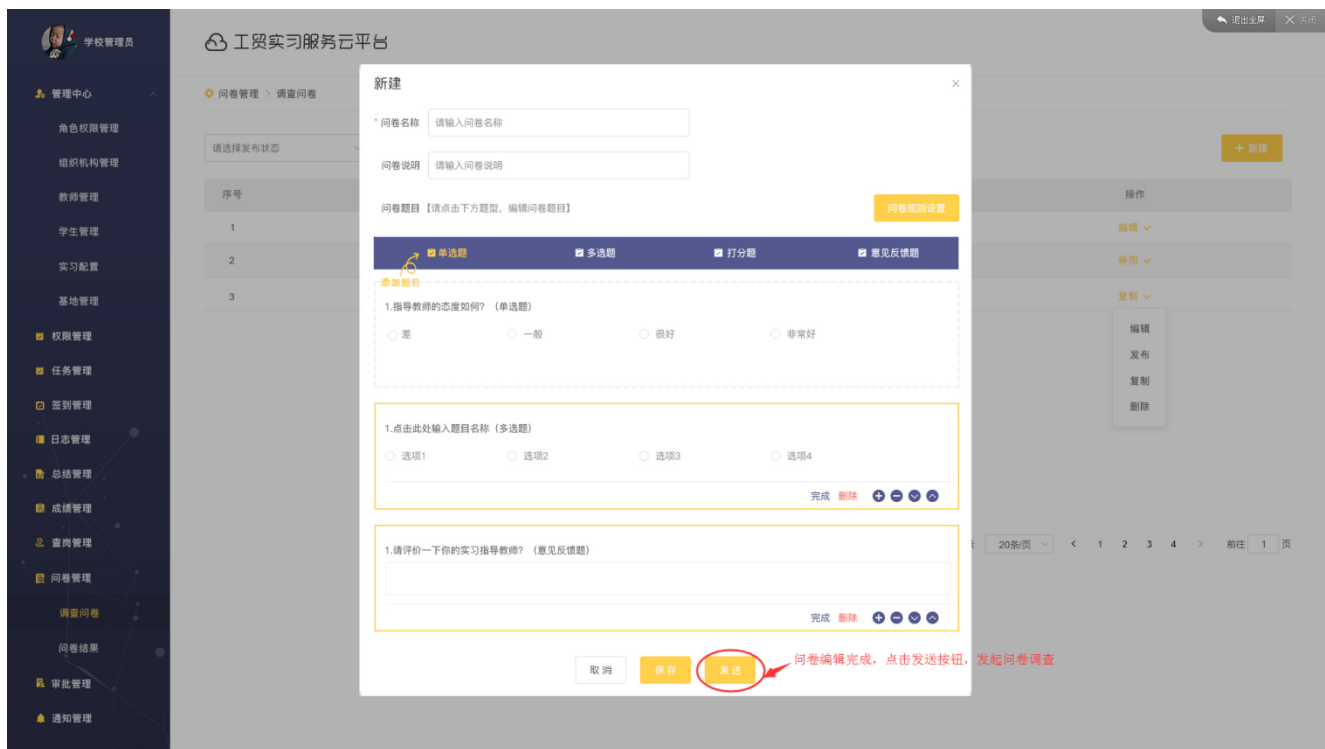 退出全屏 关闭
学校管理员
工贸实习服务云平台
管理中心
角色权限管理
组织机构管理
教师管理
学生管理
实习配置
基地管理
权限管理
任务管理
签到管理
日志管理
总结管理
成绩管理
查岗管理
问卷管理
调查问卷
问卷结果
审批管理
通知管理
问卷管理 > 调查问卷
请选择发布状态
+ 新建
序号 操作
1 编辑
2 停用
3 复制
编辑
发布
复制
删除
20条/页 < 1 2 3 4 > 前往 1 页
新建
* 问卷名称 请输入问卷名称
问卷说明 请输入问卷说明
问卷题目【请点击下方题型，编辑问卷题目】 问卷规则设置
单选题 多选题 打分题 意见反馈题
添加题目
1.指导教师的态度如何？（单选题）
差 一般 很好 非常好
1.点击此处输入题目名称（多选题）
选项1 选项2 选项3 选项4
完成 删除
1.请评价一下你的实习指导教师？（意见反馈题）
完成 删除
取消 保存 发送
问卷编辑完成，点击发送按钮，发起问卷调查